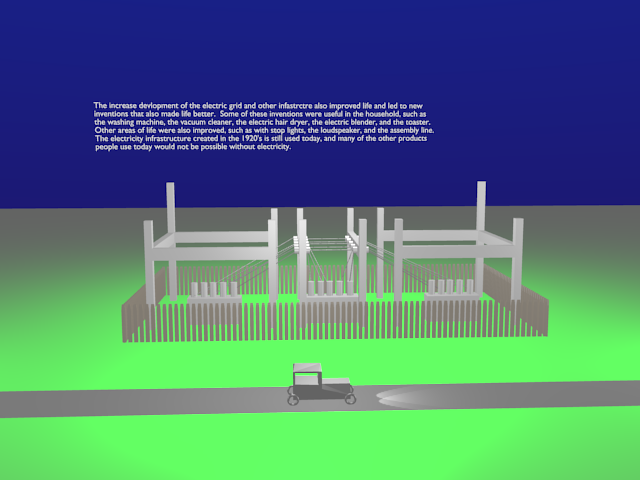 The increase devlopment of the electric grid and other infastrctre also improved life and led to new
inventions that also made life better.  Some of these inventions were useful in the household, such as
the washing machine, the vacuum cleaner, the electric hair dryer, the electric blender, and the toaster.
Other areas of life were also improved, such as with stop lights, the loudspeaker, and the assembly line.
The electricity infrastructure created in the 1920's is still used today, and many of the other products
people use today would not be possible without electricity.